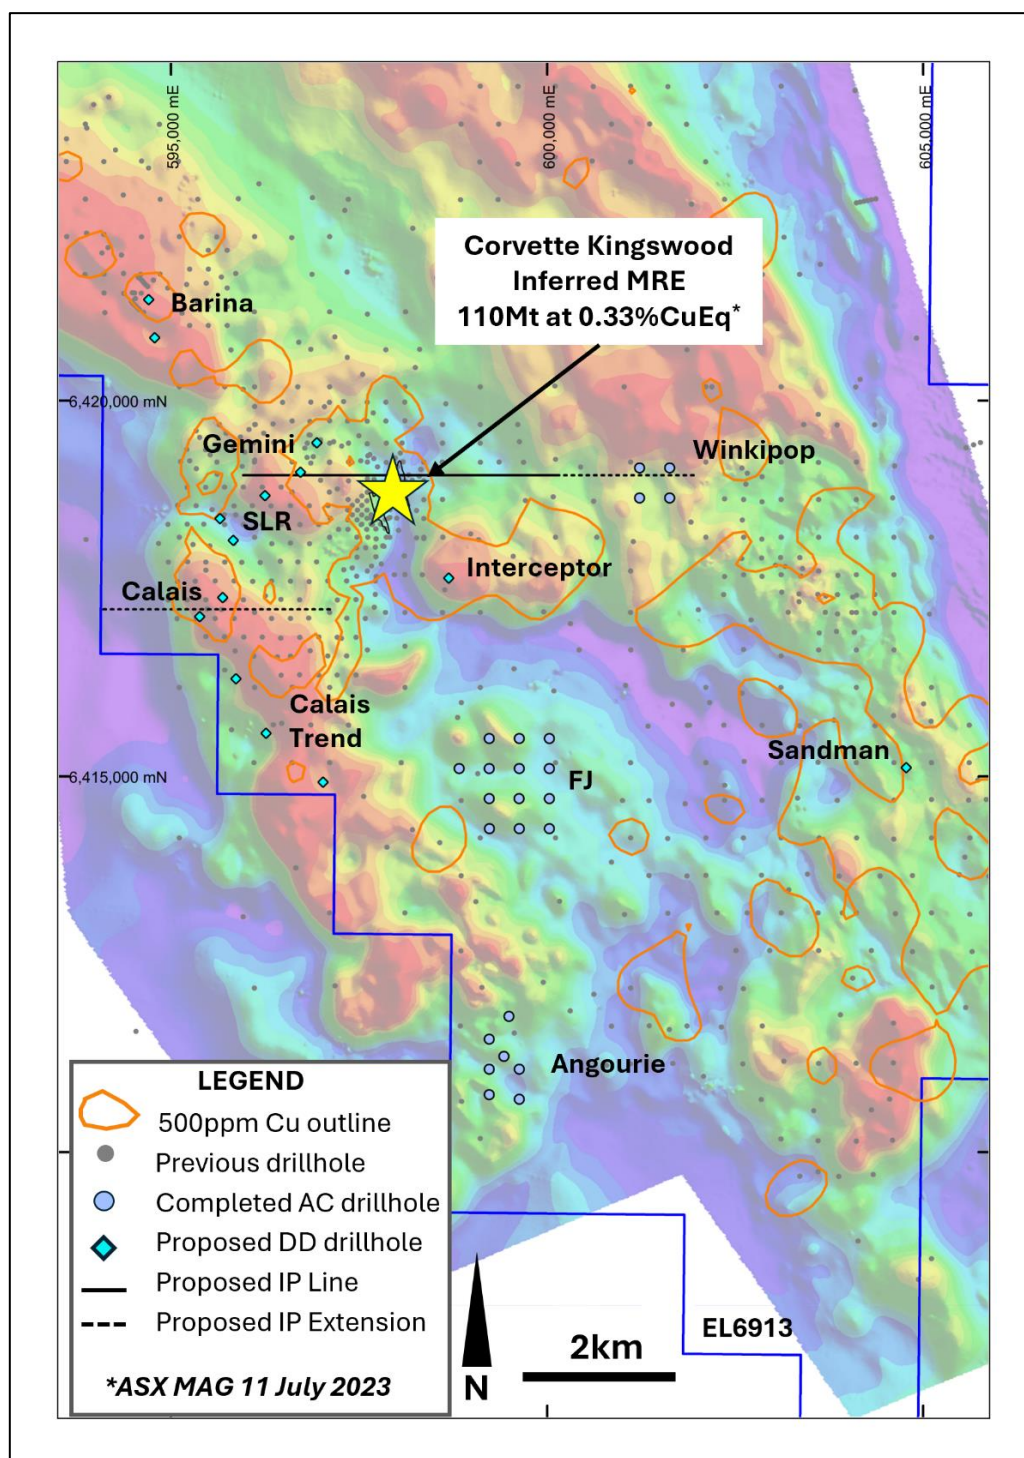 595,000 mE
600,000 mE
605,000 mE
Corvette Kingswood
Inferred MRE
110Mt at 0.33%CuEq*
Barina
6,420,000 mN
Gemini
Winkipop
SLR
Interceptor
Calais
Calais
Trend
Sandman
6,415,000 mN
FJ
Angourie
LEGEND
500ppm Cu outline
Previous drillhole
Completed AC drillhole
Proposed DD drillhole
Proposed IP Line
Proposed IP Extension
*ASX MAG 11 July 2023
N
2km
EL6913